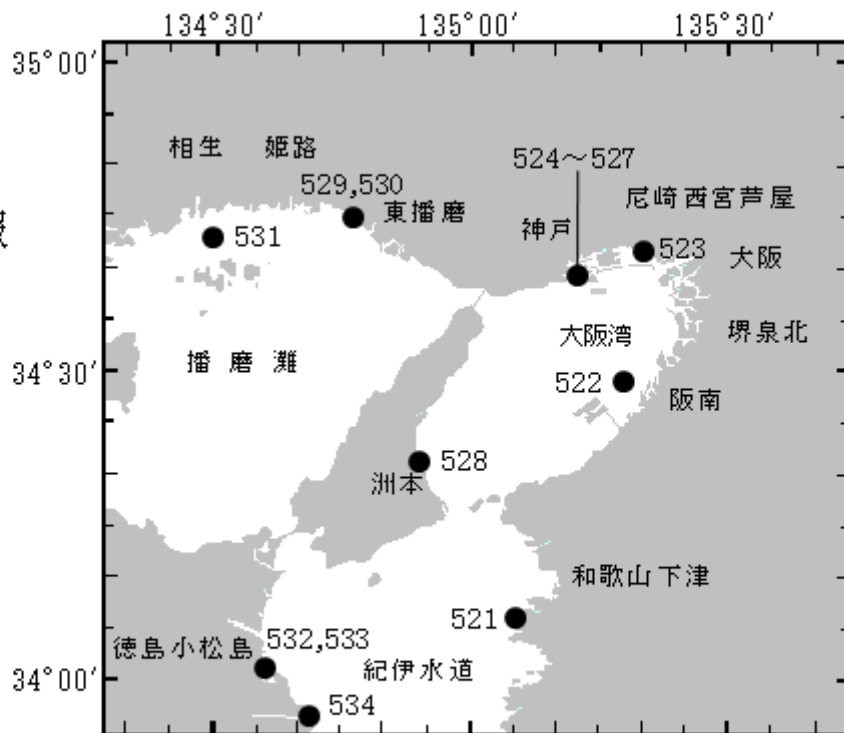 134°30′ 135°00′ 135°30′
35°00′
相生 姫路
524～527
529,530
尼崎西宮芦屋
東播磨
神戸
531
523
大阪
大阪湾
堺泉北
播磨灘
34°30′
522
阪南
528
洲本
和歌山下津
521
徳島小松島
532,533
紀伊水道
34°00′
534